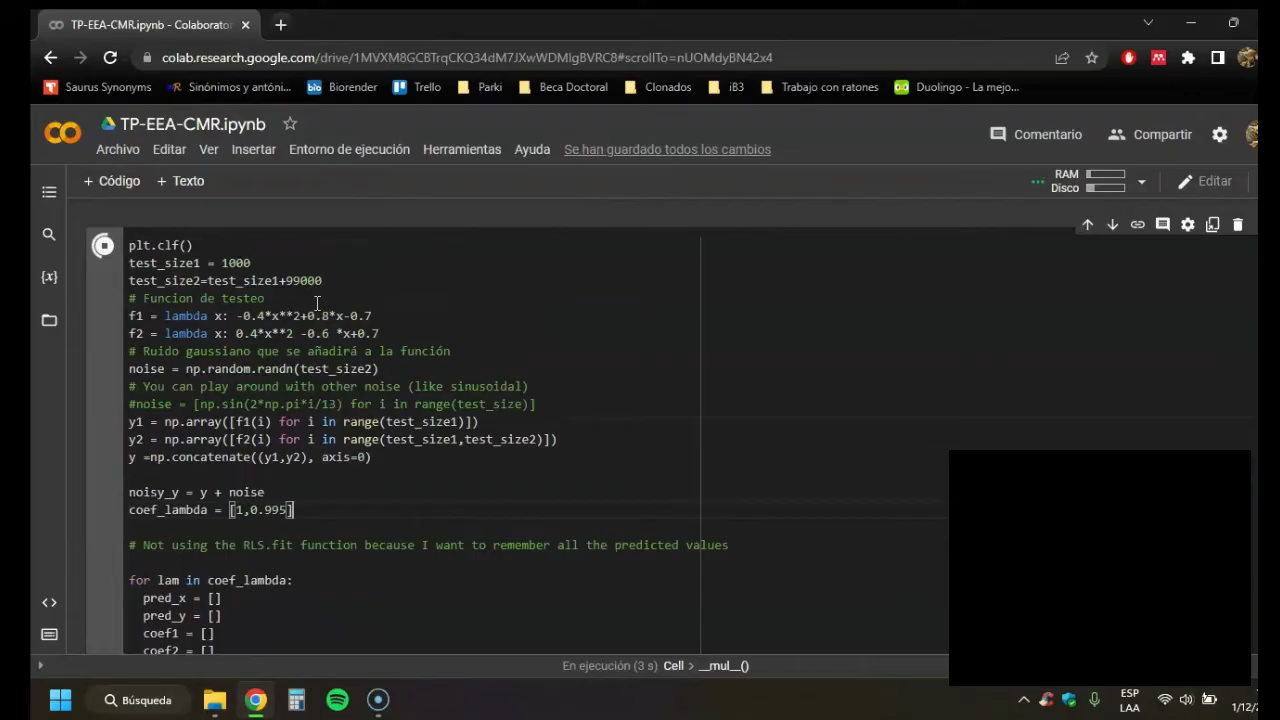 TP-EEA-CMR.ipynb - Colaborator
colab.research.google.com/drive/1MVXM8GC8TrqCKQ34dM7JXwWDMlgBVRC8#scrollTo=nUOMdyBN42x4
Saurus Synonyms Sinónimos y antóni... bio Biorender Trello Parki Beca Doctoral Clonados iB3 Trabajo con ratones Duolingo - La mejo...
TP-EEA-CMR.ipynb
Comentario Compartir
Archivo Editar Ver Insertar Entorno de ejecución Herramientas Ayuda Se han guardado todos los cambios
+ Código + Texto RAM Disco Editar
plt.clf()
test_size1 = 1000
test_size2=test_size1+99000
# Funcion de testeo
f1 = lambda x: -0.4*x**2+0.8*x-0.7
f2 = lambda x: 0.4*x**2 -0.6 *x+0.7
# Ruido gaussiano que se añadirá a la función
noise = np.random.randn(test_size2)
# You can play around with other noise (like sinusoidal)
#noise = [np.sin(2*np.pi*i/13) for i in range(test_size)]
y1 = np.array([f1(i) for i in range(test_size1)])
y2 = np.array([f2(i) for i in range(test_size1,test_size2)])
y =np.concatenate((y1,y2), axis=0)
noisy_y = y + noise
coef_lambda = [1,0.995]
# Not using the RLS.fit function because I want to remember all the predicted values
for lam in coef_lambda:
pred_x = []
pred_y = []
coef1 = []
coef2 = []
En ejecución (3 s) Cell > __mul__()
Búsqueda
ESP
LAA
1/12/2